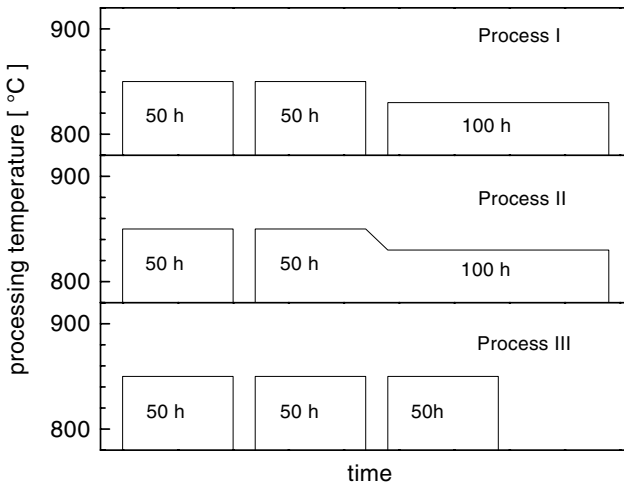 processing temperature [ °C ]
900
800
Process I
50 h
50 h
100 h
900
800
Process II
50 h
50 h
100 h
900
800
Process III
50 h
50 h
50h
time